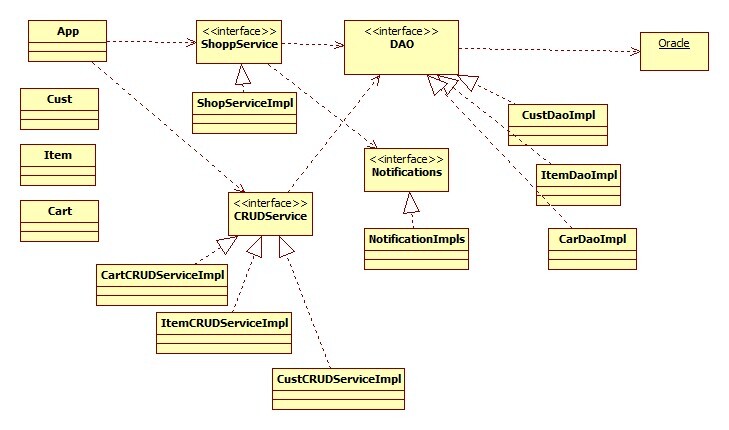 App
<<interface>>
ShoppService
<<interface>>
DAO
Oracle
Cust
ShopServiceImpl
CustDaoImpl
Item
<<interface>>
Notifications
ItemDaoImpl
Cart
<<interface>>
CRUDService
NotificationImpls
CarDaoImpl
CartCRUDServiceImpl
ItemCRUDServiceImpl
CustCRUDServiceImpl